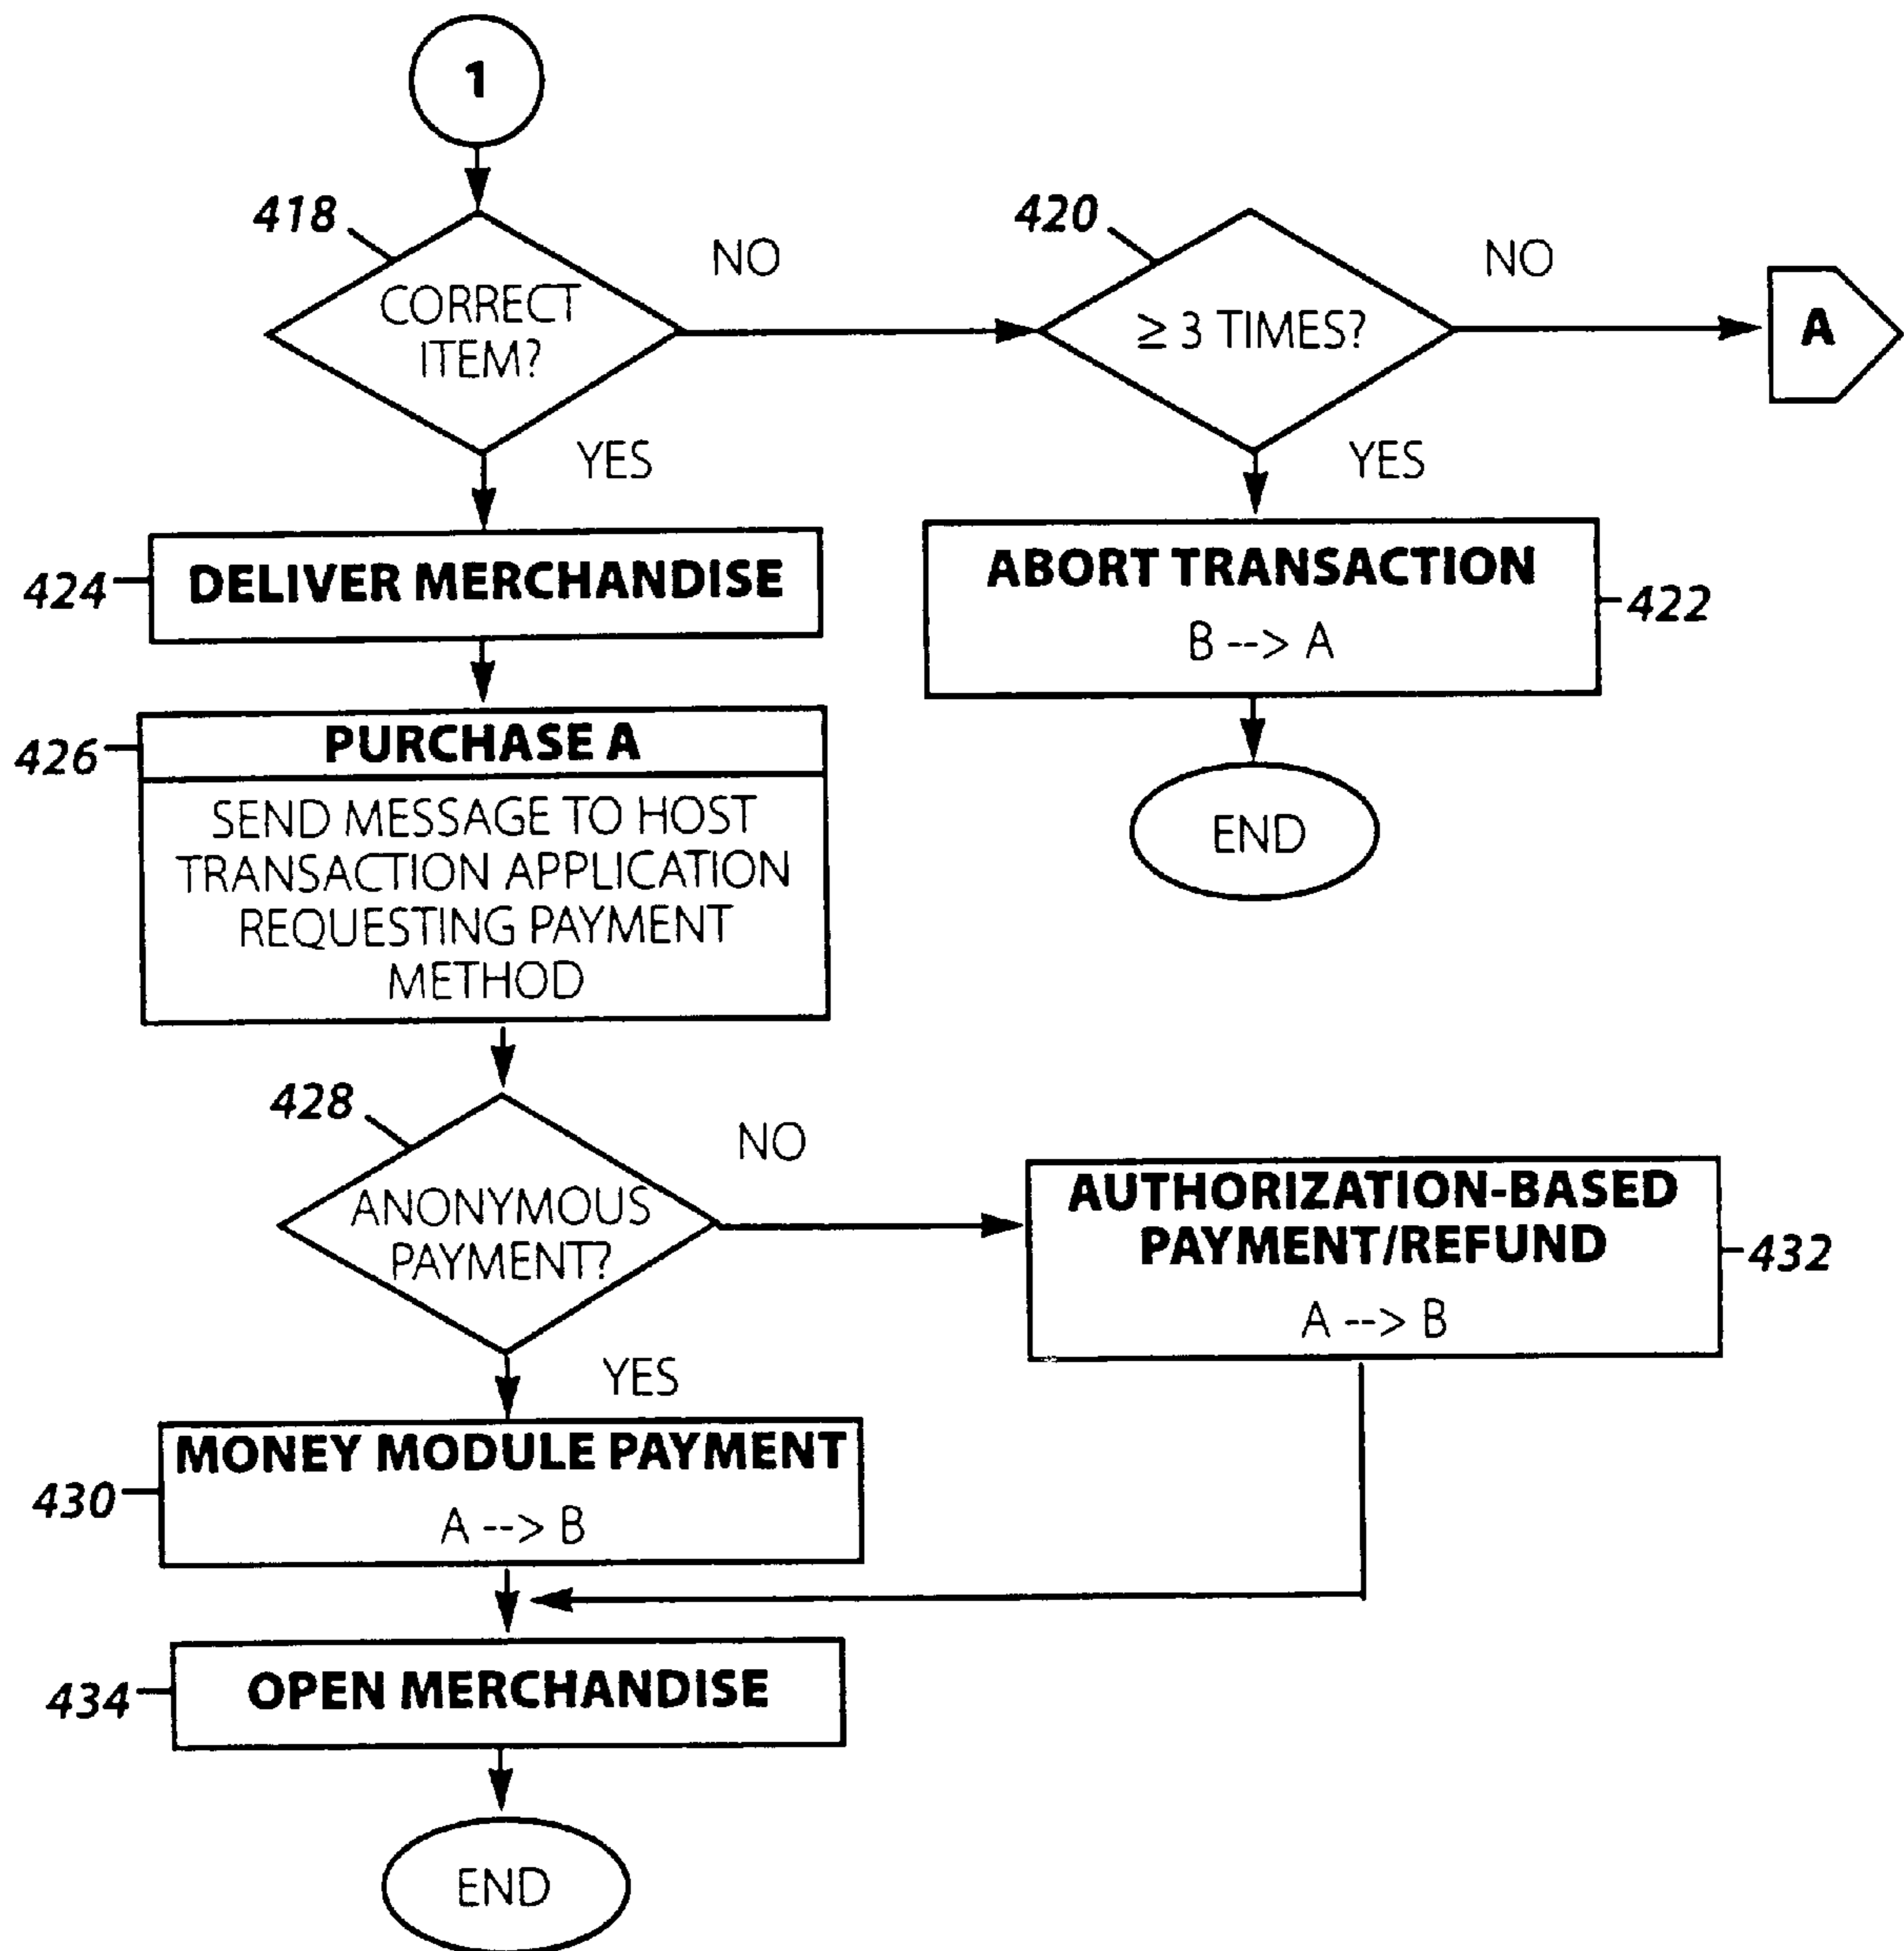 1
418
CORRECT
ITEM?
NO
420
≥ 3 TIMES?
NO
A
YES
YES
424
DELIVER MERCHANDISE
ABORT TRANSACTION
B --> A
422
END
426
PURCHASE A
SEND MESSAGE TO HOST
TRANSACTION APPLICATION
REQUESTING PAYMENT
METHOD
428
ANONYMOUS
PAYMENT?
NO
AUTHORIZATION-BASED
PAYMENT/REFUND
A --> B
432
YES
430
MONEY MODULE PAYMENT
A --> B
434
OPEN MERCHANDISE
END